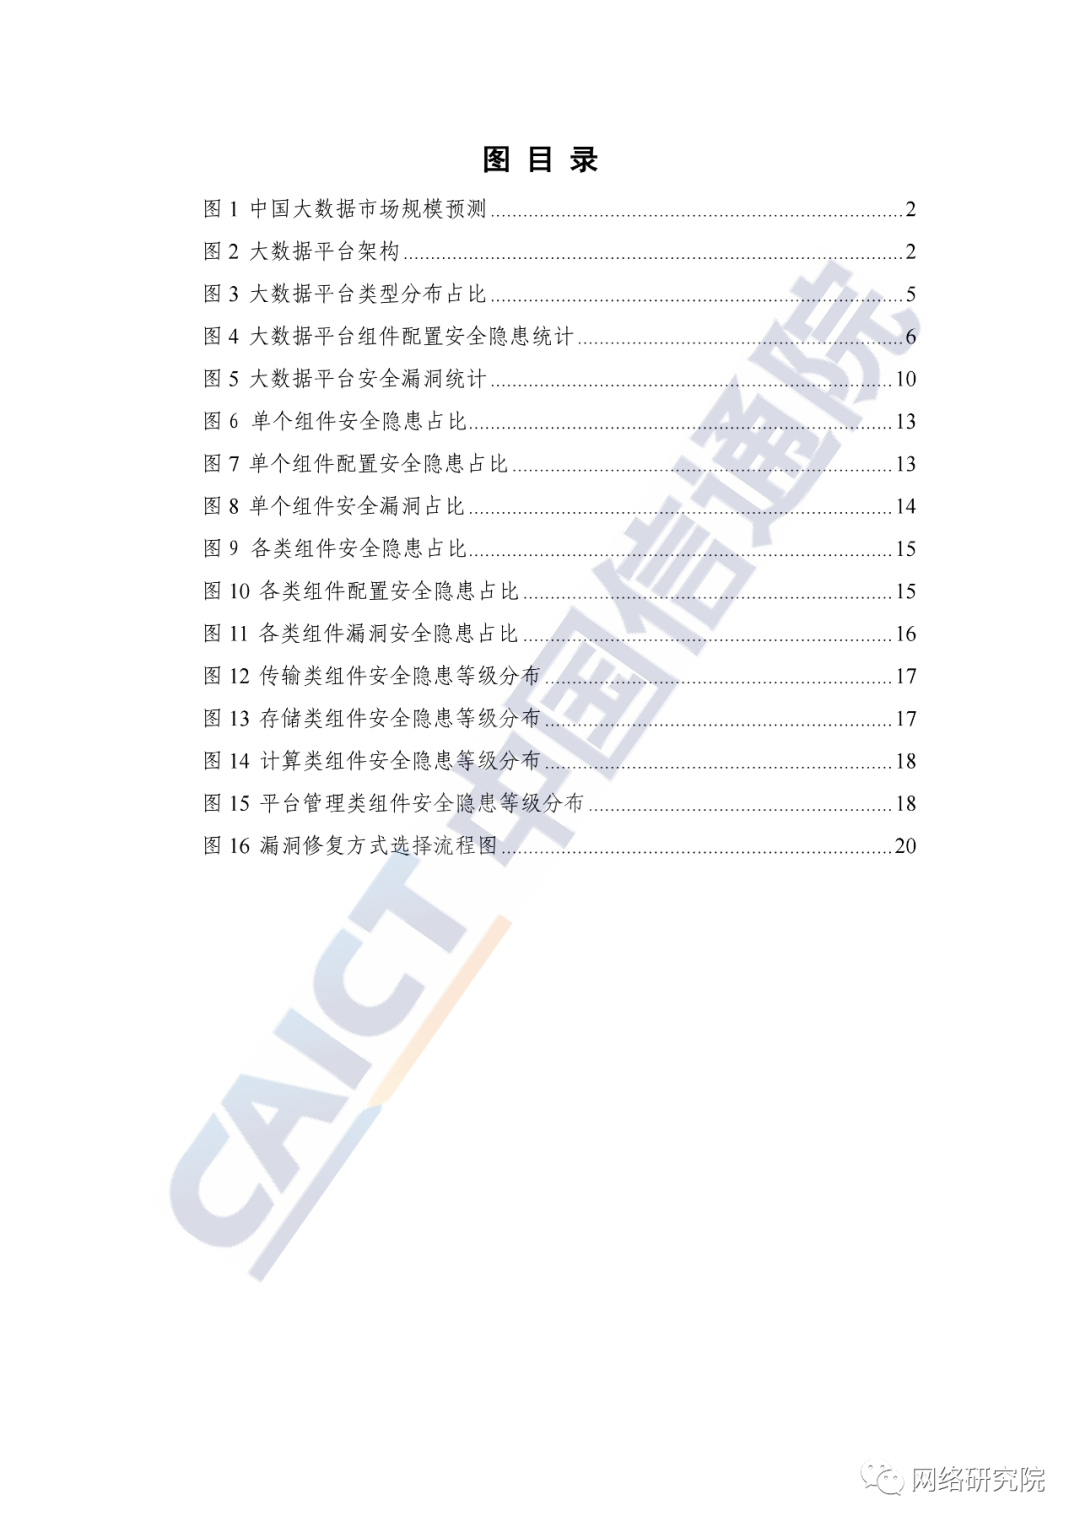 图 目 录
图 1 中国大数据市场规模预测........................................2
图 2 大数据平台架构........................................2
图 3 大数据平台类型分布占比........................................5
图 4 大数据平台组件配置安全隐患统计........................................6
图 5 大数据平台安全漏洞统计........................................10
图 6 单个组件安全隐患占比........................................13
图 7 单个组件配置安全隐患占比........................................13
图 8 单个组件安全漏洞占比........................................14
图 9 各类组件安全隐患占比........................................15
图 10 各类组件配置安全隐患占比........................................15
图 11 各类组件漏洞安全隐患占比........................................16
图 12 传输类组件安全隐患等级分布........................................17
图 13 存储类组件安全隐患等级分布........................................17
图 14 计算类组件安全隐患等级分布........................................18
图 15 平台管理类组件安全隐患等级分布........................................18
图 16 漏洞修复方式选择流程图........................................20
CAICT 中国信通院
网络研究院